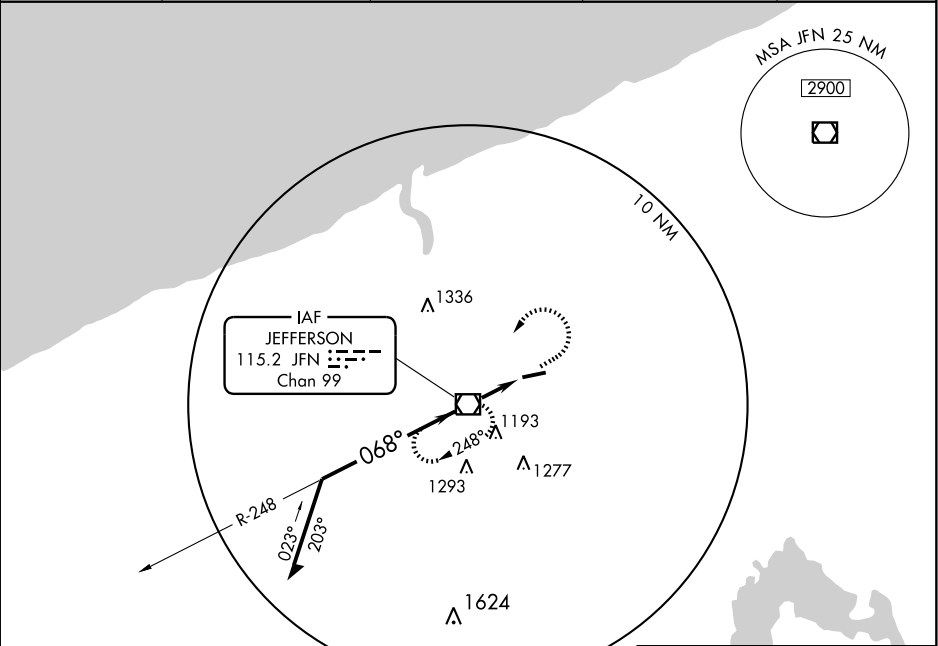 MSA JFN 25 NM
2900
10 NM
1336
IAF
JEFFERSON
115.2 JFN
Chan 99
1193
068°
248°
1277
1293
R-248
023°
203°
1624